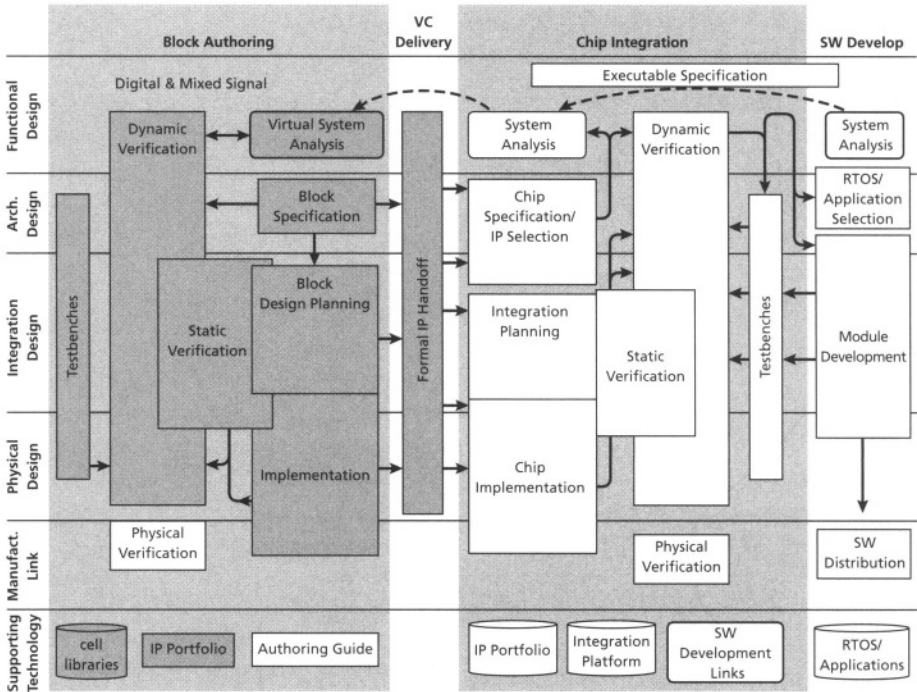 VC
Block Authoring
Delivery
Chip Integration
SW Develop
Functional
Design
Digital & Mixed Signal
Executable Specification
Dynamic
Verification
Virtual System
Analysis
System
Analysis
Dynamic
Verification
System
Analysis
Arch.
Design
Block
Specification
Chip
Specification/
IP Selection
RTOS/
Application
Selection
Integration
Design
Testbenches
Static
Verification
Block
Design Planning
Formal IP Handoff
Integration
Planning
Static
Verification
Testbenches
Module
Development
Physical
Design
Implementation
Chip
Implementation
Manufact.
Link
Physical
Verification
Physical
Verification
SW
Distribution
Supporting
Technology
cell
libraries
IP Portfolio
Authoring Guide
IP Portfolio
Integration
Platform
SW
Development
Links
RTOS/
Applications